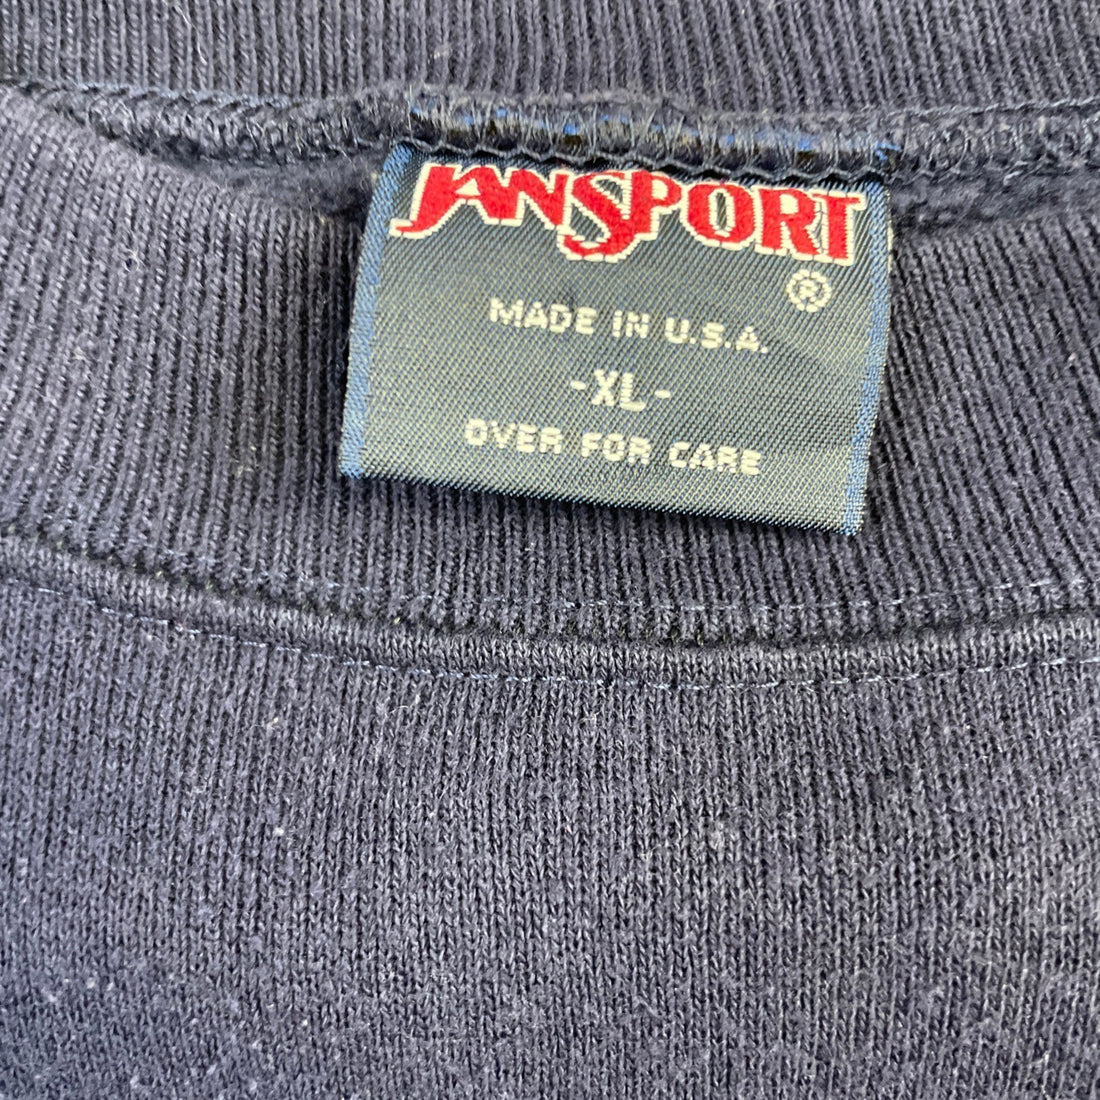 JANSPORT
®
MADE IN U.S.A.
-XL-
OVER FOR CARE